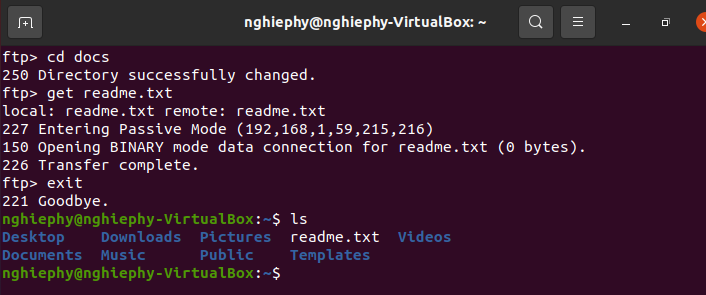 nghiephy@nghiephy-VirtualBox: ~
ftp> cd docs
250 Directory successfully changed.
ftp> get readme.txt
local: readme.txt remote: readme.txt
227 Entering Passive Mode (192,168,1,59,215,216)
150 Opening BINARY mode data connection for readme.txt (0 bytes).
226 Transfer complete.
ftp> exit
221 Goodbye.
nghiephy@nghiephy-VirtualBox:~$ ls
Desktop    Downloads  Pictures  readme.txt  Videos
Documents  Music      Public    Templates
nghiephy@nghiephy-VirtualBox:~$